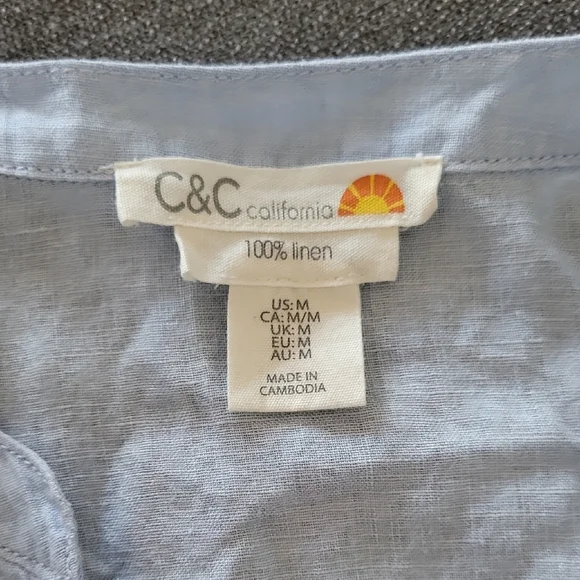 C&C california
100% linen
US: M
CA: M/M
UK: M
EU: M
AU: M
MADE IN
CAMBODIA